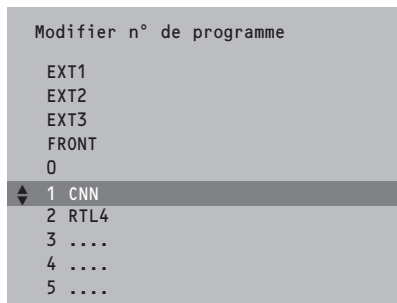 Modifier n° de programme
EXT1
EXT2
EXT3
FRONT
0
1 CNN
2 RTL4
3 ....
4 ....
5 ....